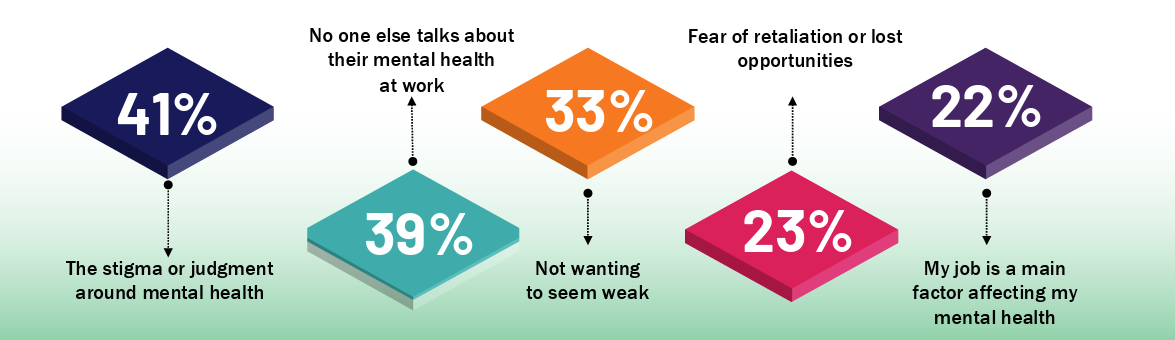 41%
The stigma or judgment
around mental health
No one else talks about
their mental health
at work
39%
33%
Not wanting
to seem weak
Fear of retaliation or lost
opportunities
23%
22%
My job is a main
factor affecting my
mental health